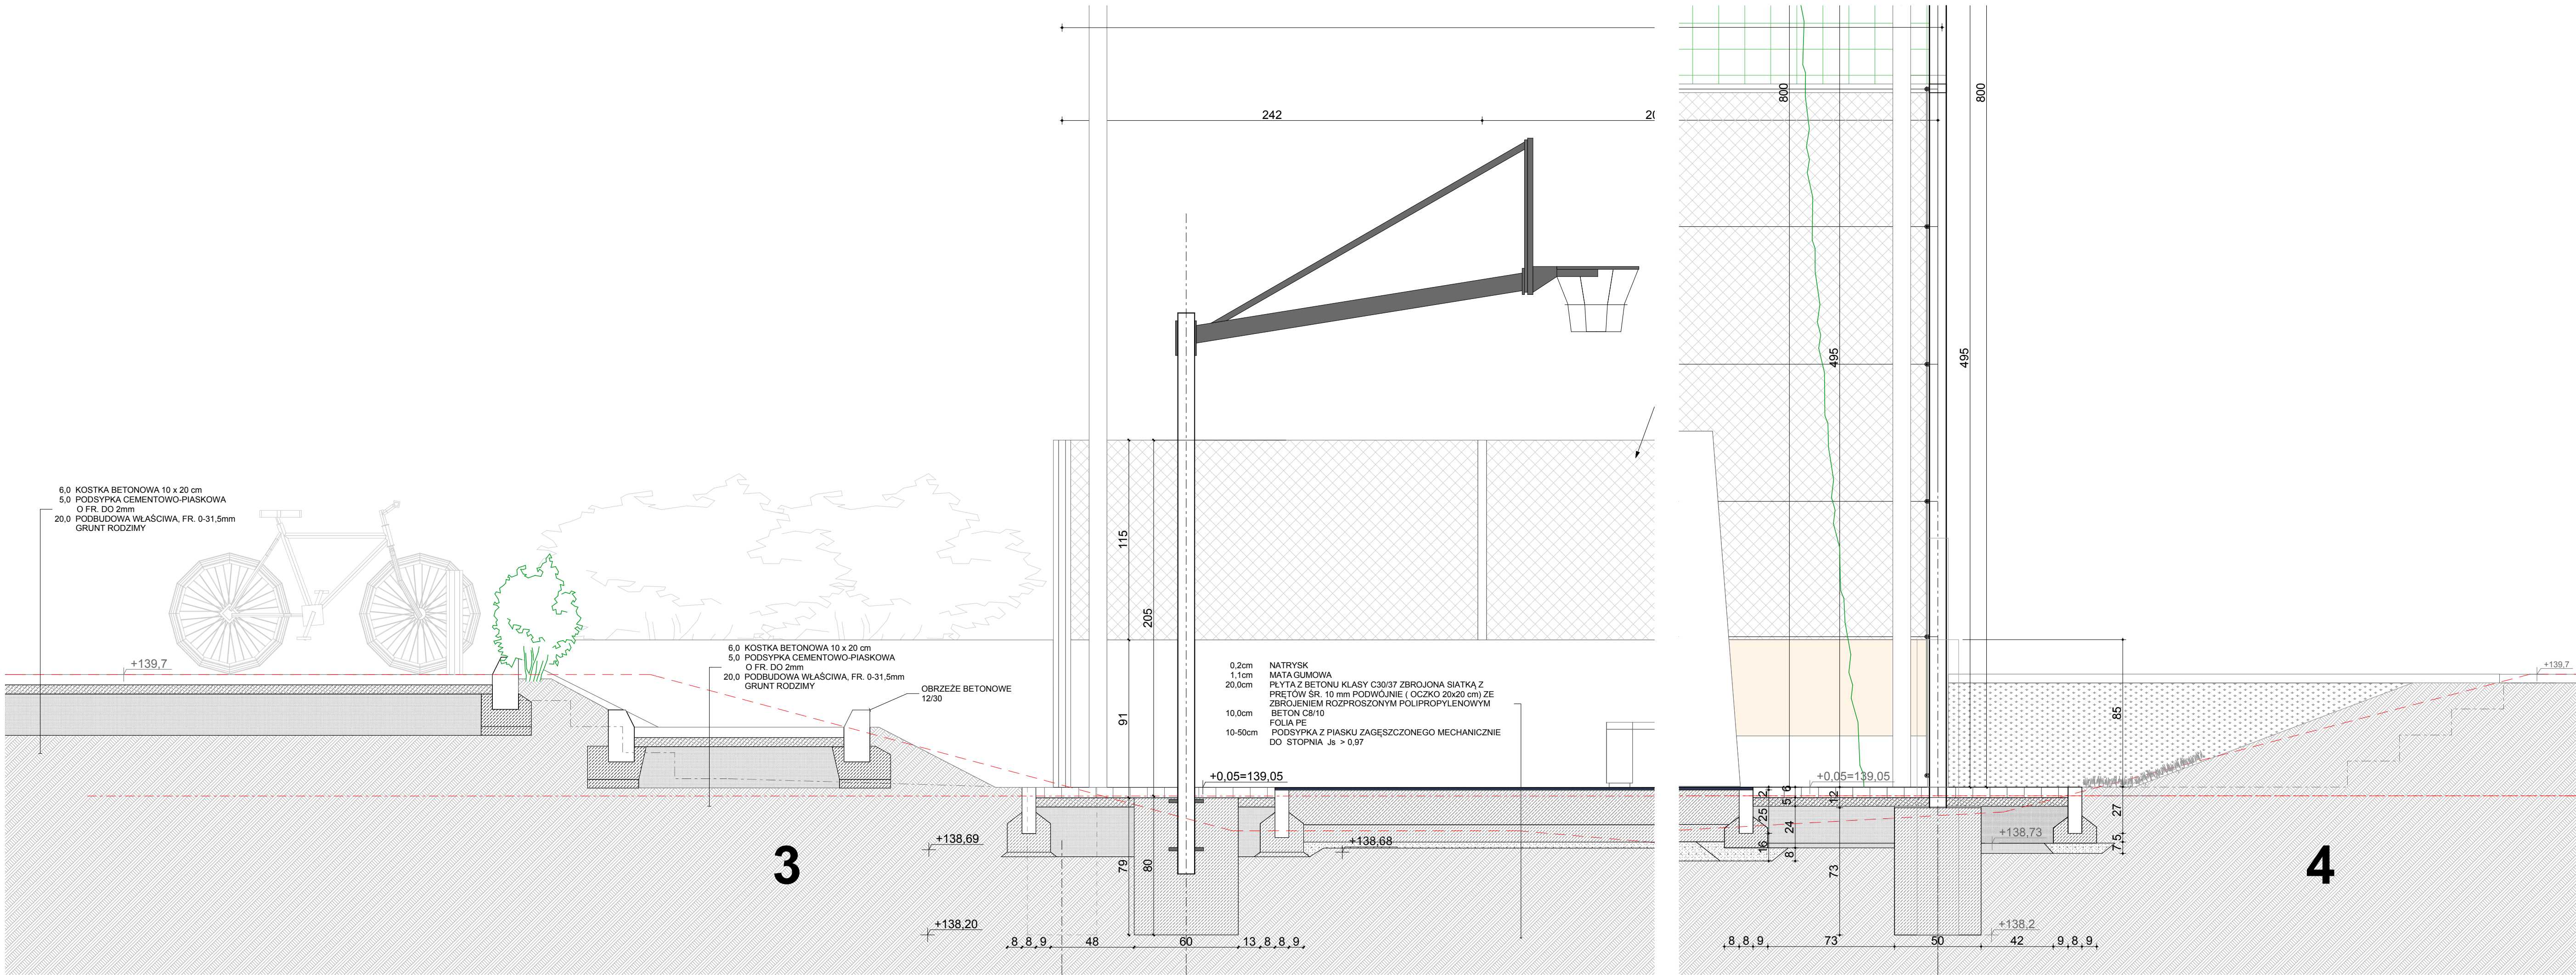 242
20
800
800
495
495
6,0 KOSTKA BETONOWA 10 x 20 cm
5,0 PODSYPKA CEMENTOWO-PIASKOWA
O FR. DO 2mm
20,0 PODBUDOWA WŁAŚCIWA, FR. 0-31,5mm
GRUNT RODZIMY
115
205
91
+139,7
6,0 KOSTKA BETONOWA 10 x 20 cm
5,0 PODSYPKA CEMENTOWO-PIASKOWA
O FR. DO 2mm
20,0 PODBUDOWA WŁAŚCIWA, FR. 0-31,5mm
GRUNT RODZIMY
OBRZEŻE BETONOWE
12/30
0,2cm NATRYSK
1,1cm MATA GUMOWA
20,0cm PŁYTA Z BETONU KLASY C30/37 ZBROJONA SIATKĄ Z
PRĘTÓW ŚR. 10 mm PODWÓJNIE ( OCZKO 20x20 cm) ZE
ZBROJENIEM ROZPROSZONYM POLIPROPYLENOWYM
10,0cm BETON C8/10
FOLIA PE
10-50cm PODSYPKA Z PIASKU ZAGĘSZCZONEGO MECHANICZNIE
DO STOPNIA Js > 0,97
+139,7
85
+0,05=139,05
+0,05=139,05
2 6
5 12
25
24
27
16
8
5
7
+138,69
+138,68
+138,73
3
4
79
80
73
+138,20
+138,2
8 8 9 48 60 13 8 8 9
8 8 9 73 50 42 9 8 9